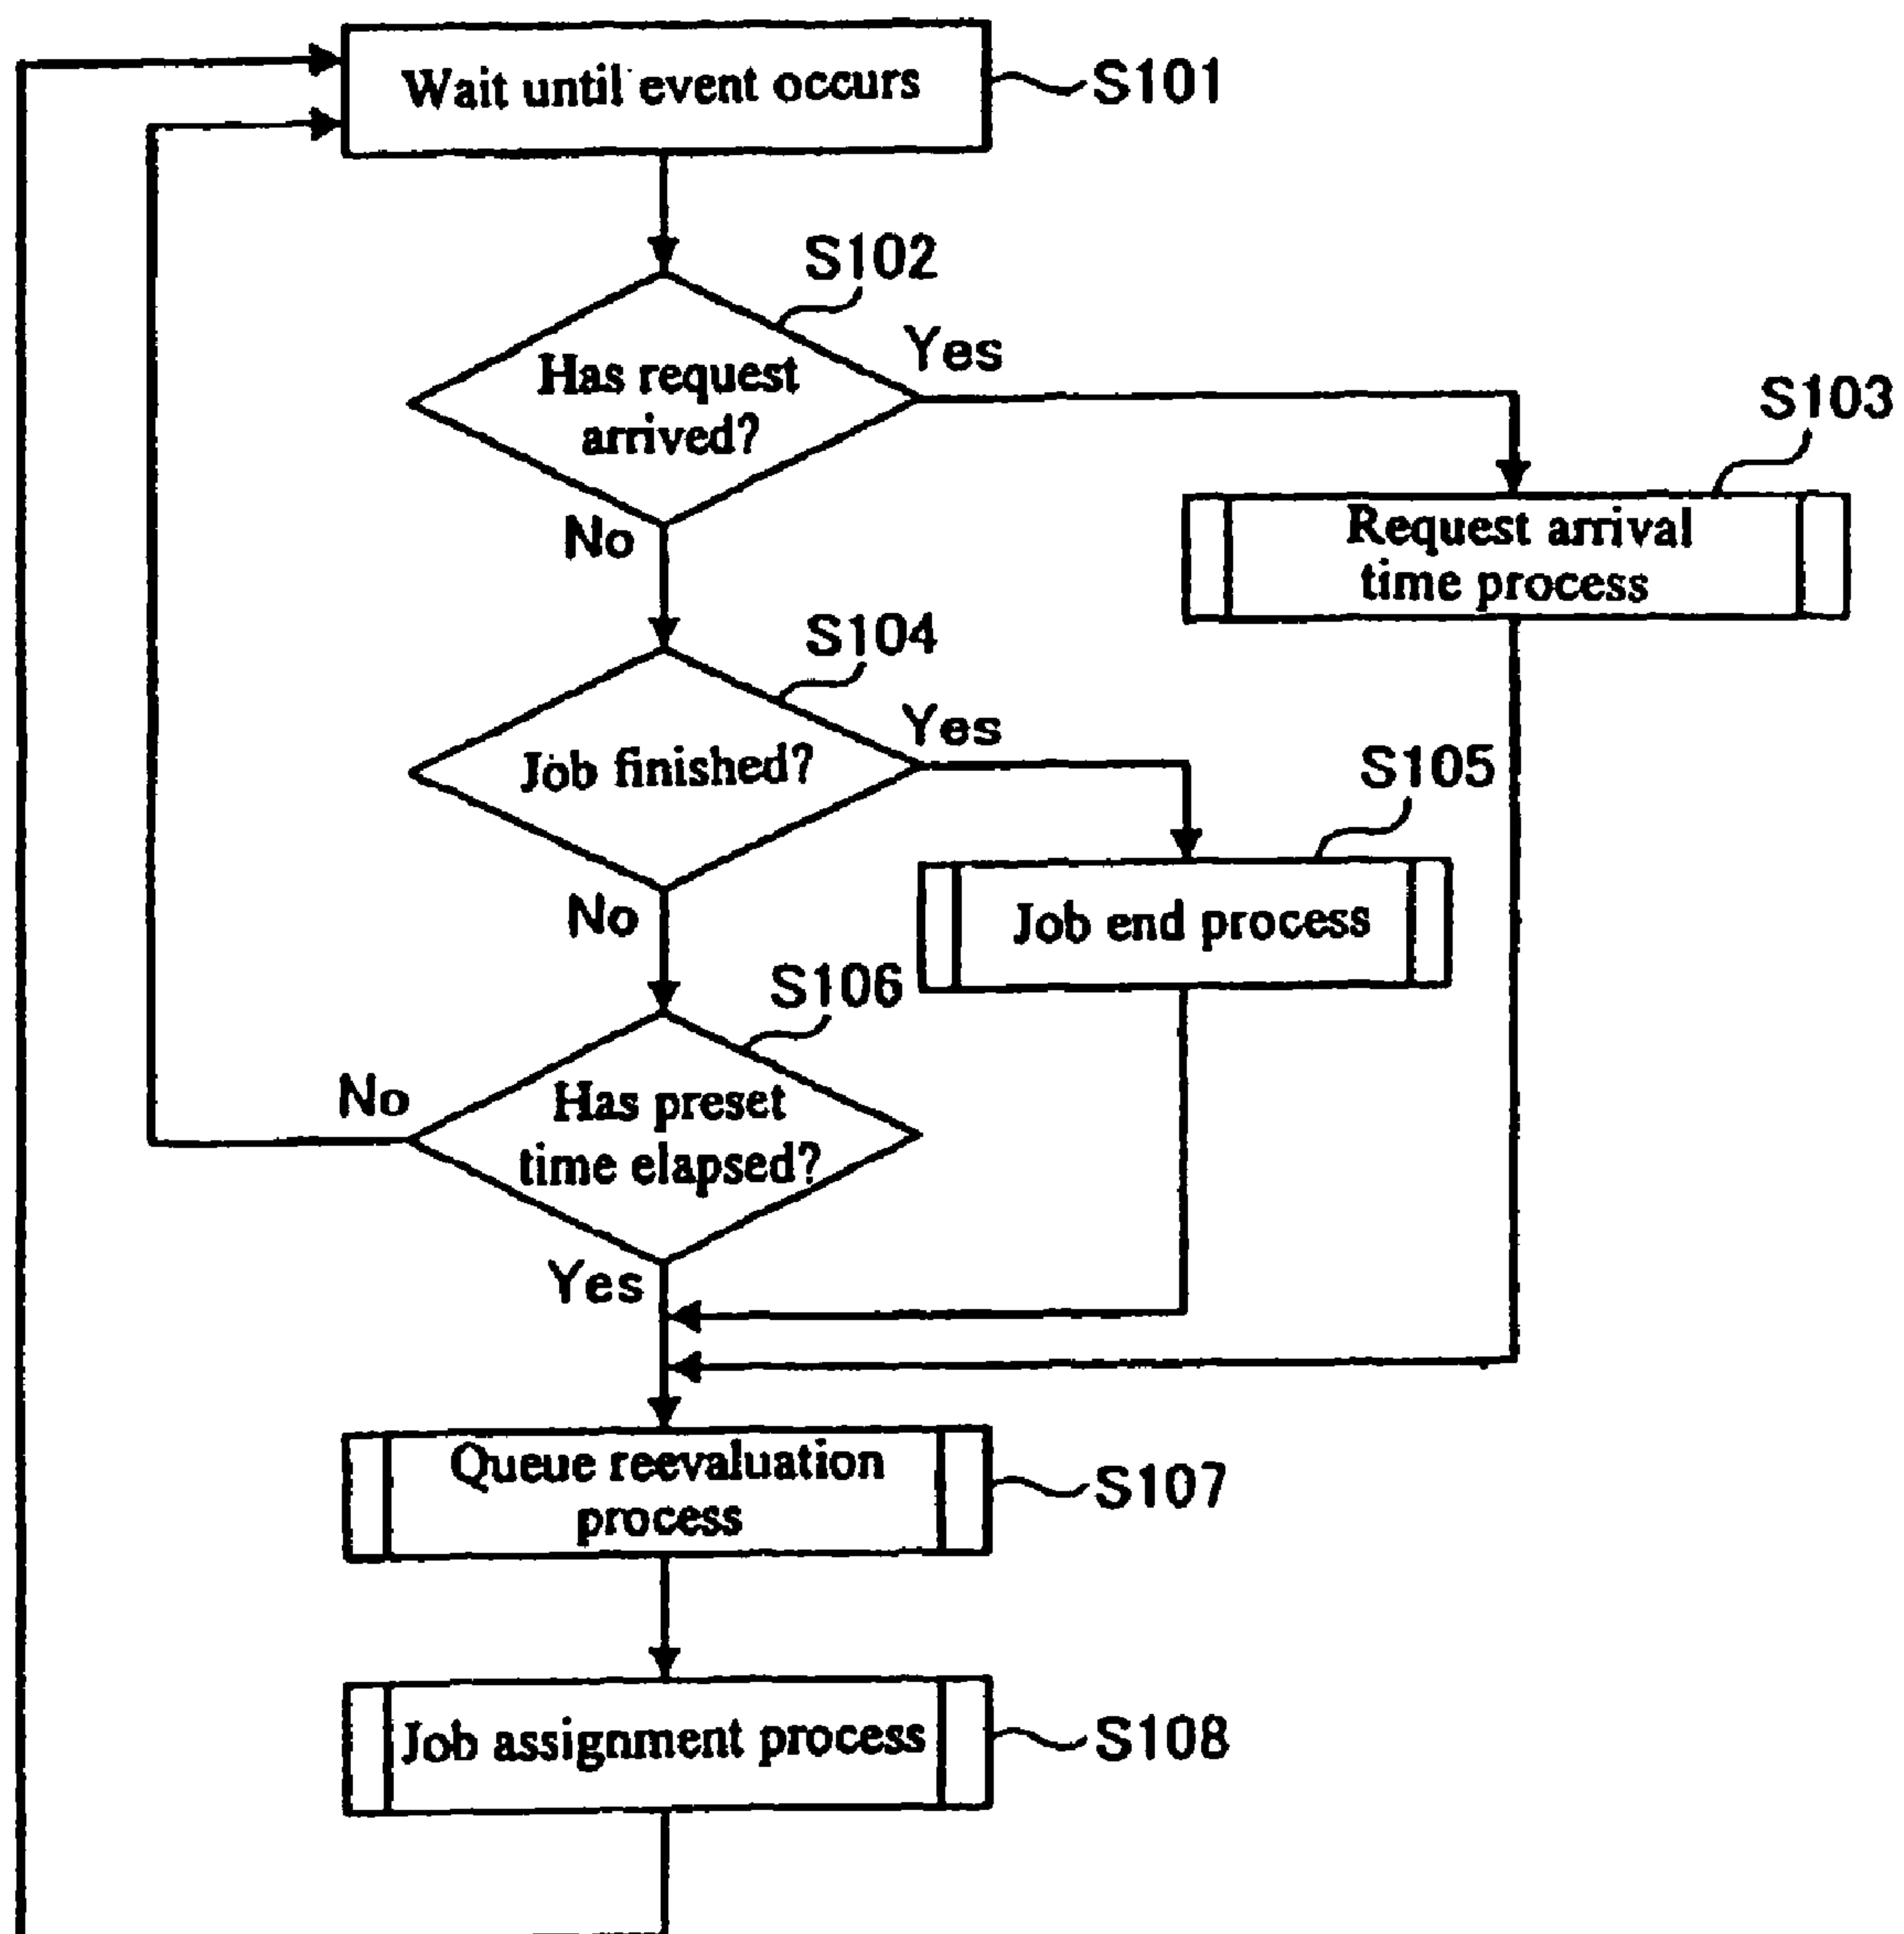 Wait until event occurs
S101
S102
Has request
arrived?
Yes
No
S103
Request arrival
time process
S104
Job finished?
Yes
No
S105
Job end process
S106
Has preset
time elapsed?
No
Yes
Queue reevaluation
process
S107
Job assignment process
S108